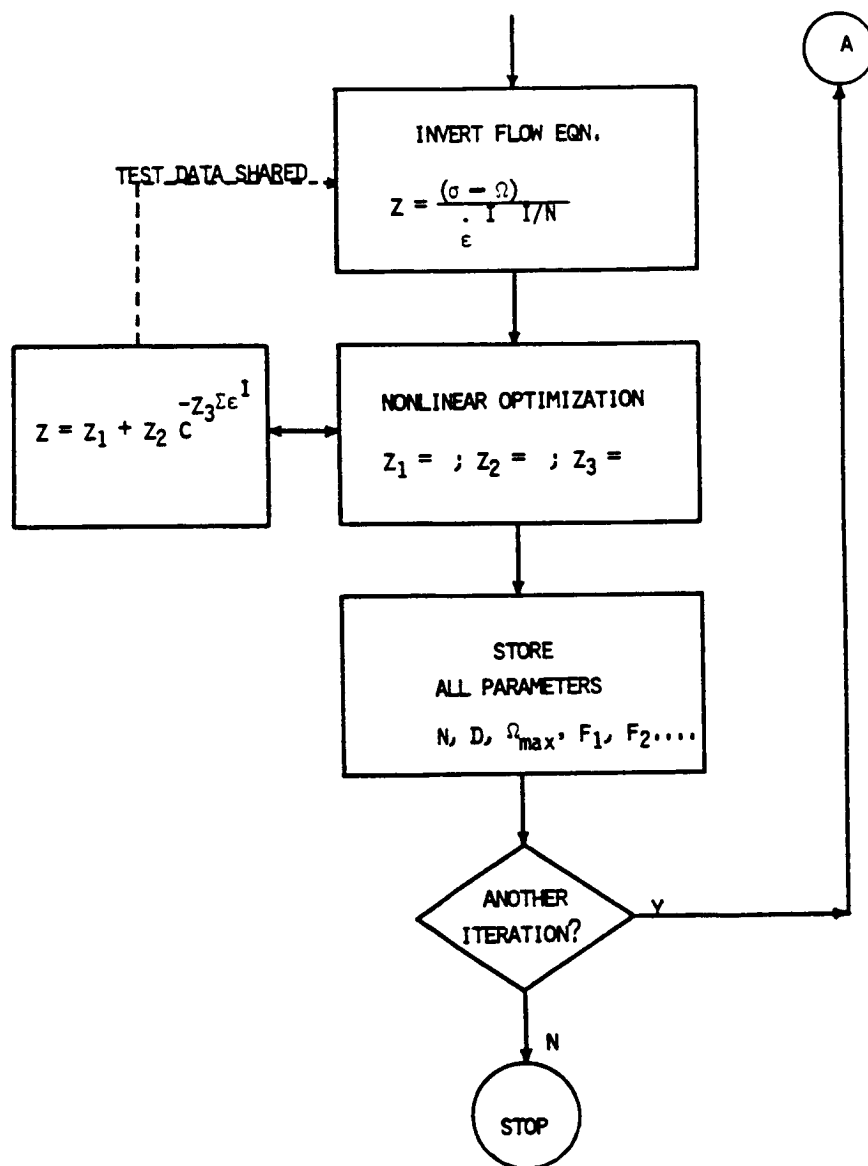 A
INVERT FLOW EQN.
TEST DATA SHARED
Z = (σ − Ω) / ε̇ᴵ ᴵ/ᴺ
Z = Z₁ + Z₂ C^-Z₃Σεᴵ
NONLINEAR OPTIMIZATION
Z₁ = ; Z₂ = ; Z₃ =
STORE
ALL PARAMETERS
N, D, Ωmax, F₁, F₂....
ANOTHER
ITERATION?
Y
N
STOP